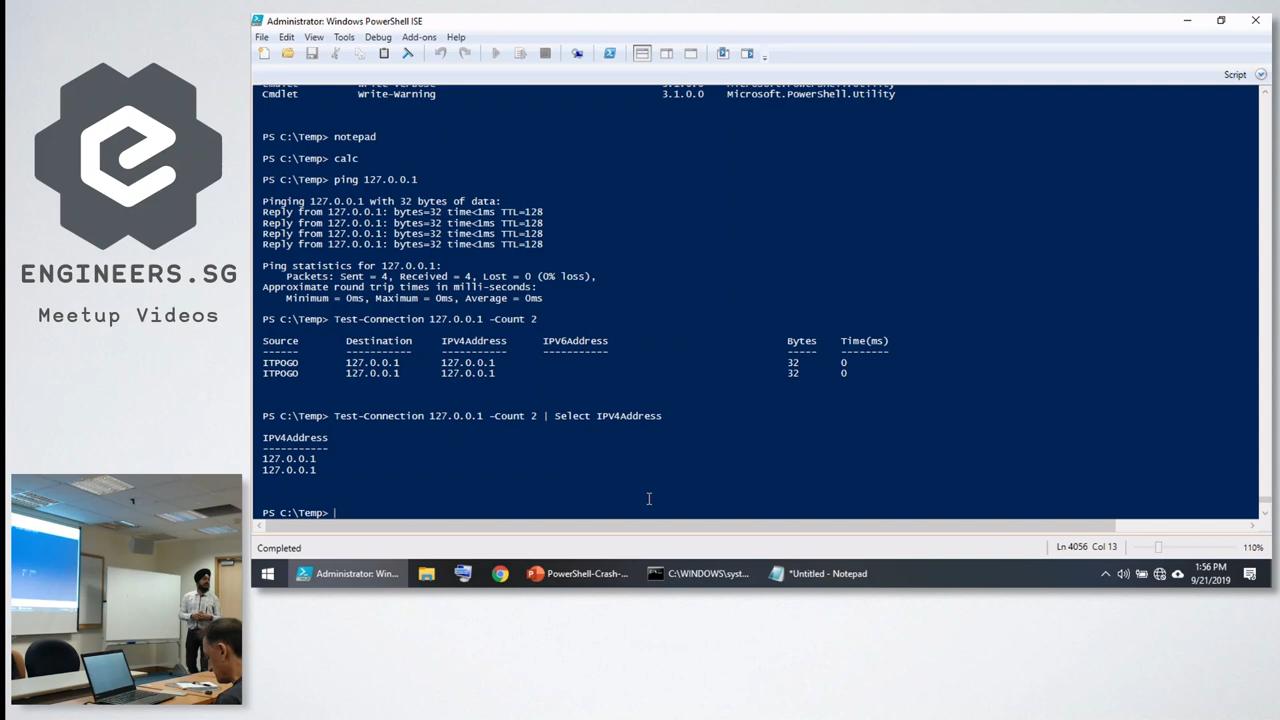 Administrator: Windows PowerShell ISE
File Edit View Tools Debug Add-ons Help
Script
Cmdlet Write-Verbose 3.1.0.0 Microsoft.PowerShell.Utility
Cmdlet Write-Warning 3.1.0.0 Microsoft.PowerShell.Utility
PS C:\Temp> notepad
PS C:\Temp> calc
PS C:\Temp> ping 127.0.0.1
Pinging 127.0.0.1 with 32 bytes of data:
Reply from 127.0.0.1: bytes=32 time<1ms TTL=128
Reply from 127.0.0.1: bytes=32 time<1ms TTL=128
Reply from 127.0.0.1: bytes=32 time<1ms TTL=128
Reply from 127.0.0.1: bytes=32 time<1ms TTL=128
Ping statistics for 127.0.0.1:
Packets: Sent = 4, Received = 4, Lost = 0 (0% loss),
Approximate round trip times in milli-seconds:
Minimum = 0ms, Maximum = 0ms, Average = 0ms
PS C:\Temp> Test-Connection 127.0.0.1 -Count 2
Source Destination IPV4Address IPV6Address Bytes Time(ms)
------ ----------- ----------- ----------- ----- --------
ITPOGO 127.0.0.1 127.0.0.1 32 0
ITPOGO 127.0.0.1 127.0.0.1 32 0
PS C:\Temp> Test-Connection 127.0.0.1 -Count 2 | Select IPV4Address
IPV4Address
-----------
127.0.0.1
127.0.0.1
PS C:\Temp>
Completed Ln 4056 Col 13 110%
Administrator: Win... PowerShell-Crash-... C:\WINDOWS\syst... *Untitled - Notepad 1:56 PM
9/21/2019
ENGINEERS.SG
Meetup Videos